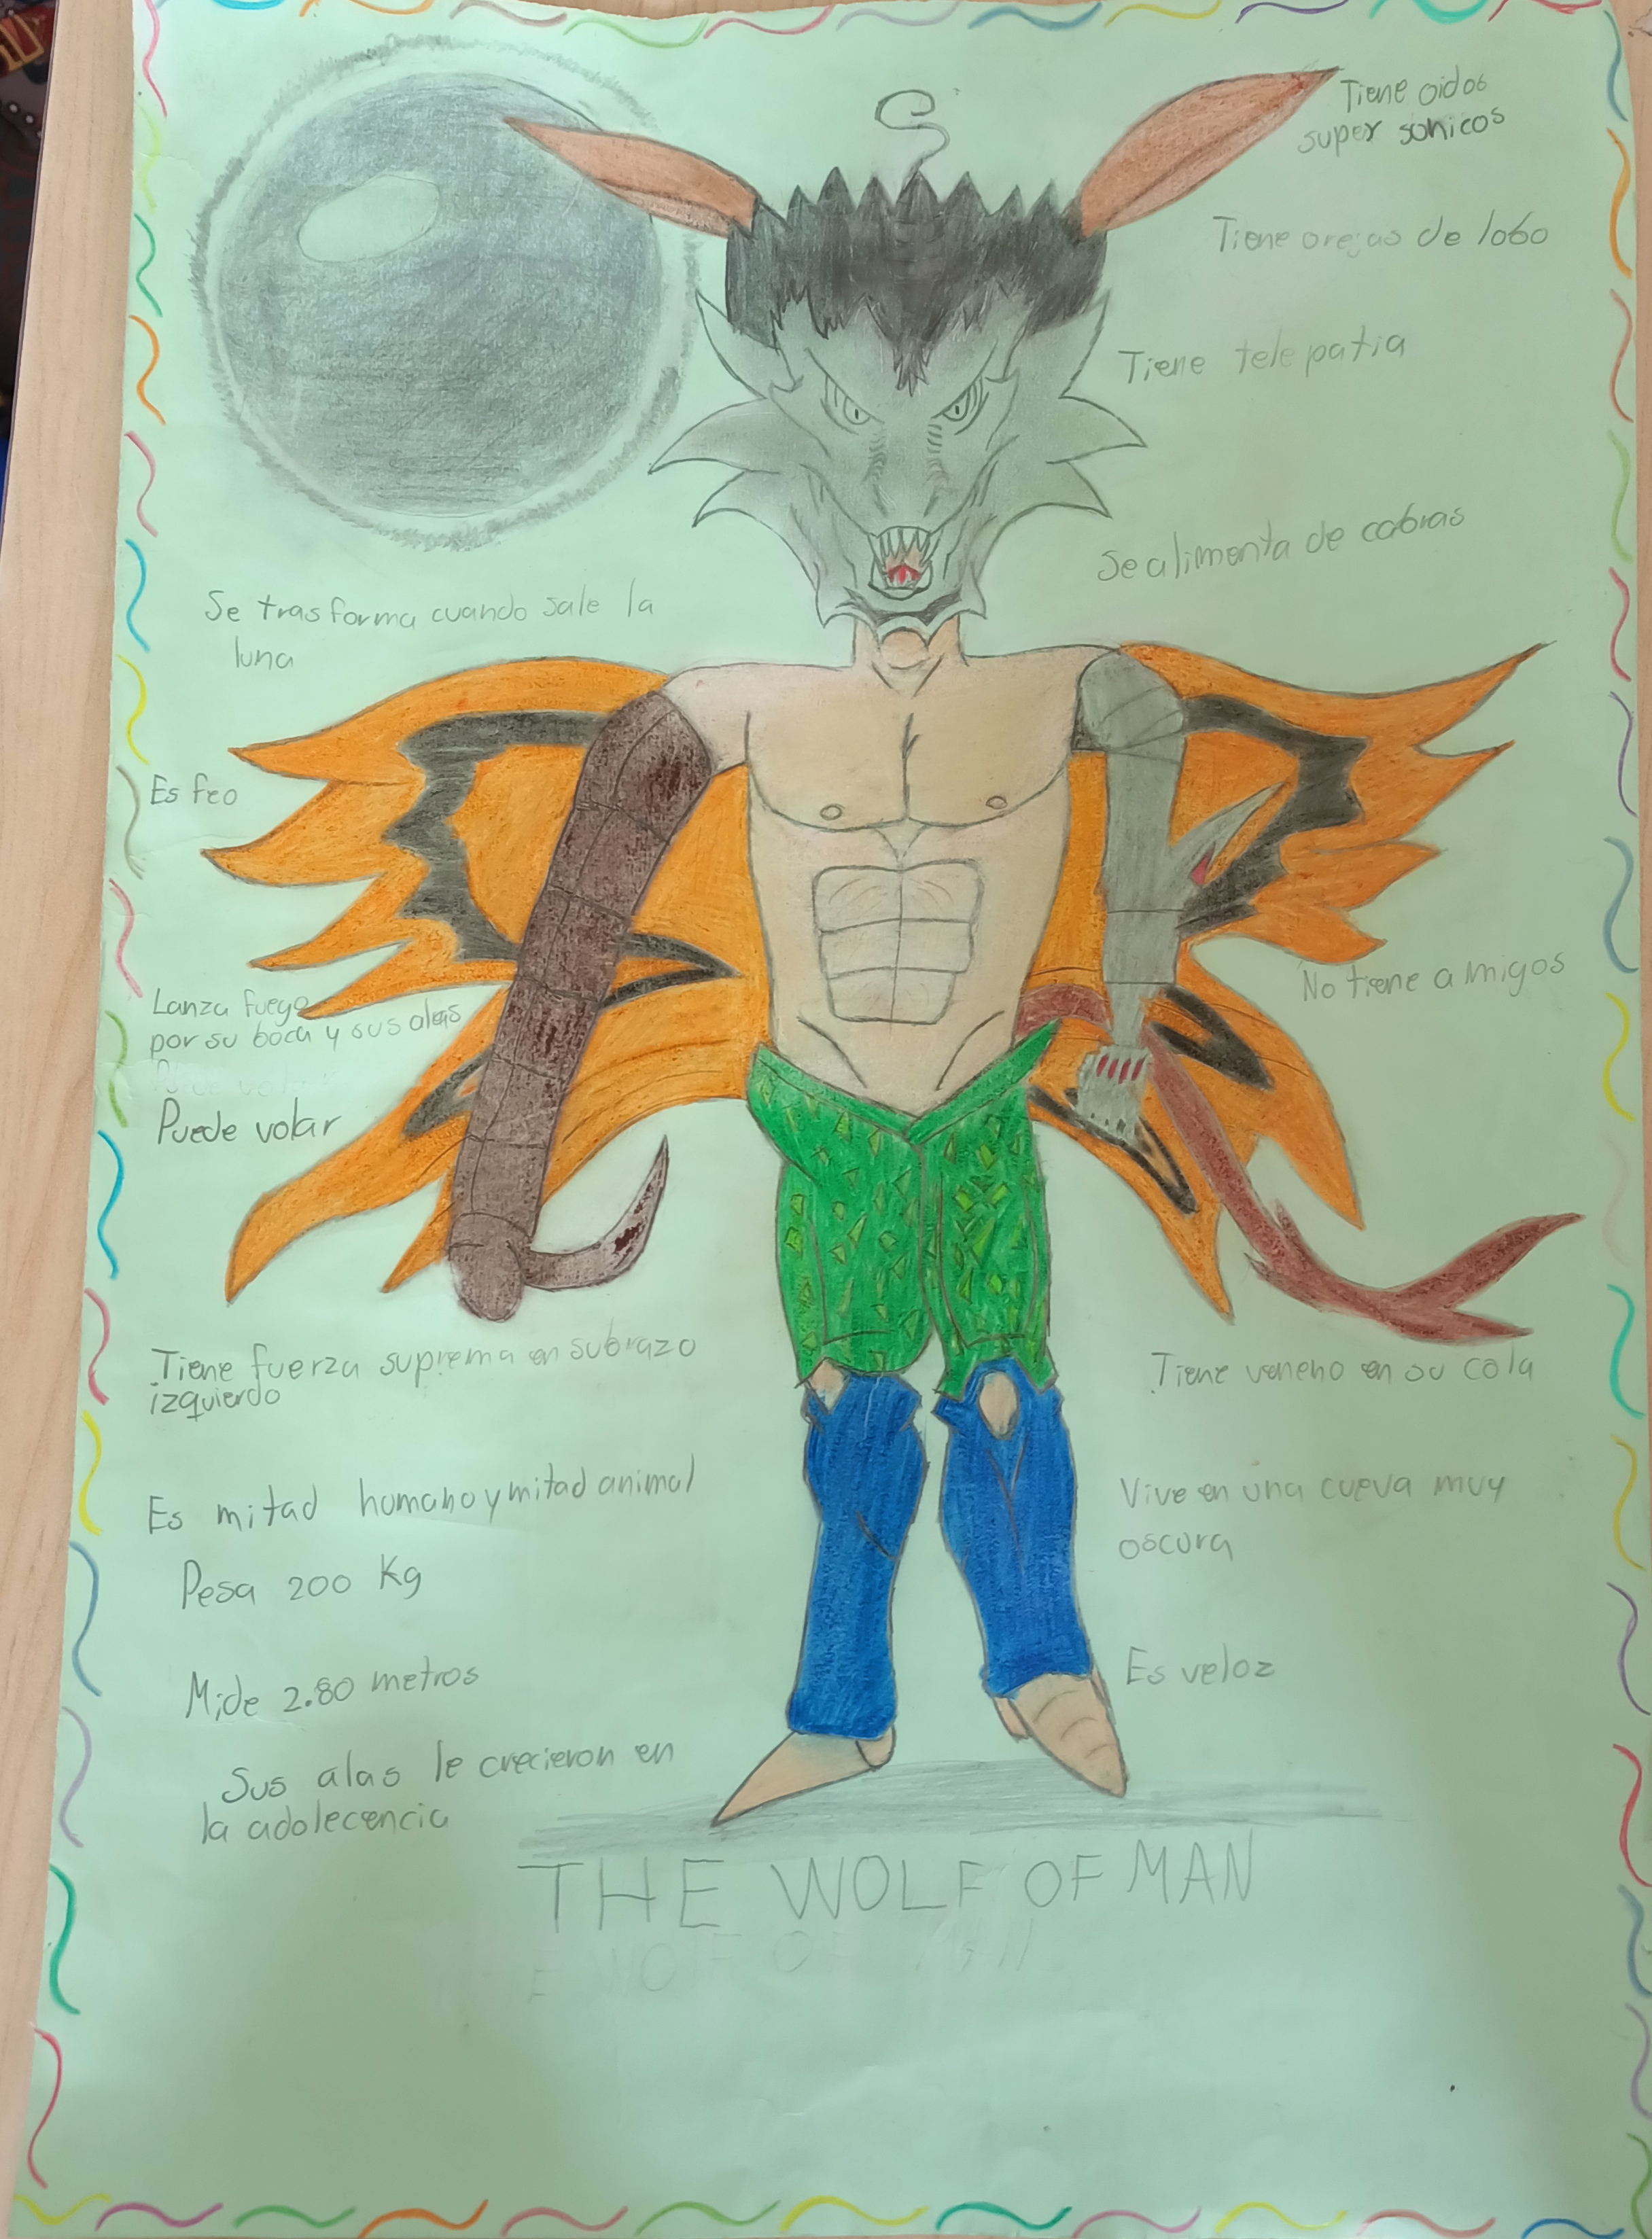 Tiene oidos
super sonicos
Tiene orejas de lobo
Tiene telepatia
Se alimenta de cabras
Se trasforma cuando sale la
luna
Es feo
No tiene amigos
Lanza fuego
por su boca y sus alas
Puede volar
Tiene fuerza suprema en su brazo
izquierdo
Tiene veneno en su cola
Es mitad humano y mitad animal
Vive en una cueva muy
oscura
Pesa 200 Kg
Es veloz
Mide 2.80 metros
Sus alas le crecieron en
la adolecencia
THE WOLF OF MAN